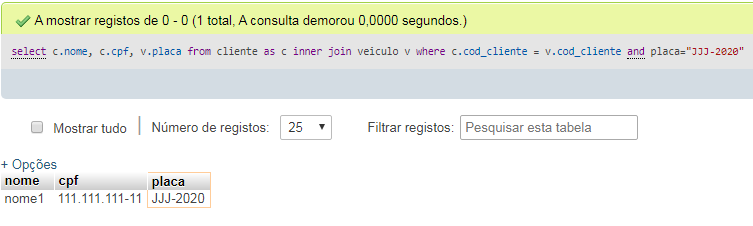 A mostrar registos de 0 - 0 (1 total, A consulta demorou 0,0000 segundos.)
select c.nome, c.cpf, v.placa from cliente as c inner join veiculo v where c.cod_cliente = v.cod_cliente and placa="JJJ-2020"
Mostrar tudo | Número de registos: 25 Filtrar registos: Pesquisar esta tabela
+ Opções
nome cpf placa
nome1 111.111.111-11 JJJ-2020